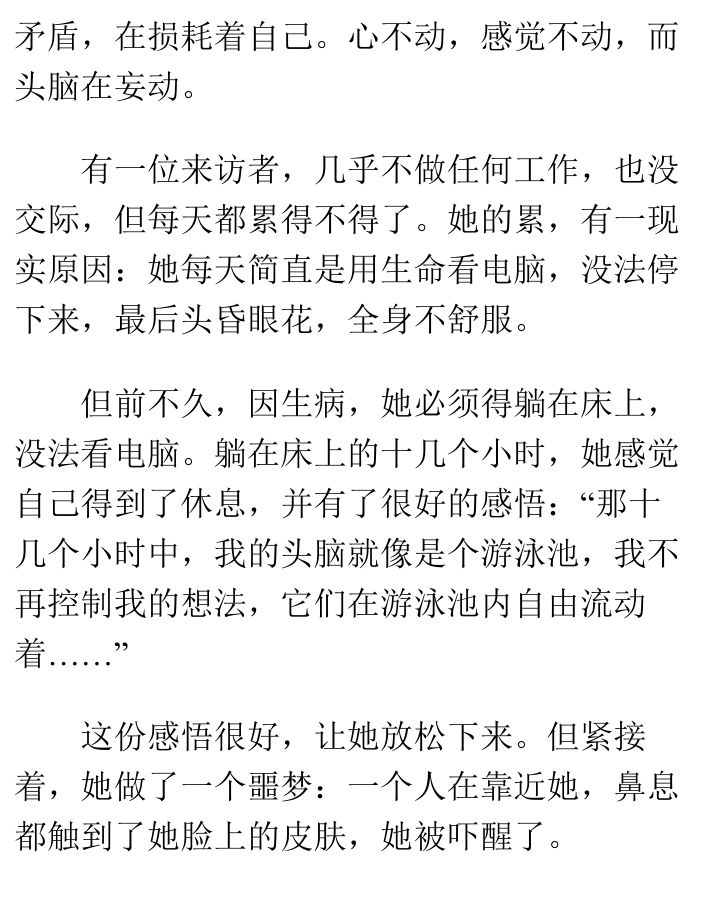 矛盾，在损耗着自己。心不动，感觉不动，而
头脑在妄动。
有一位来访者，几乎不做任何工作，也没
交际，但每天都累得不得了。她的累，有一现
实原因：她每天简直是用生命看电脑，没法停
下来，最后头昏眼花，全身不舒服。
但前不久，因生病，她必须得躺在床上，
没法看电脑。躺在床上的十几个小时，她感觉
自己得到了休息，并有了很好的感悟：“那十
几个小时中，我的头脑就像是个游泳池，我不
再控制我的想法，它们在游泳池内自由流动
着……”
这份感悟很好，让她放松下来。但紧接
着，她做了一个噩梦：一个人在靠近她，鼻息
都触到了她脸上的皮肤，她被吓醒了。